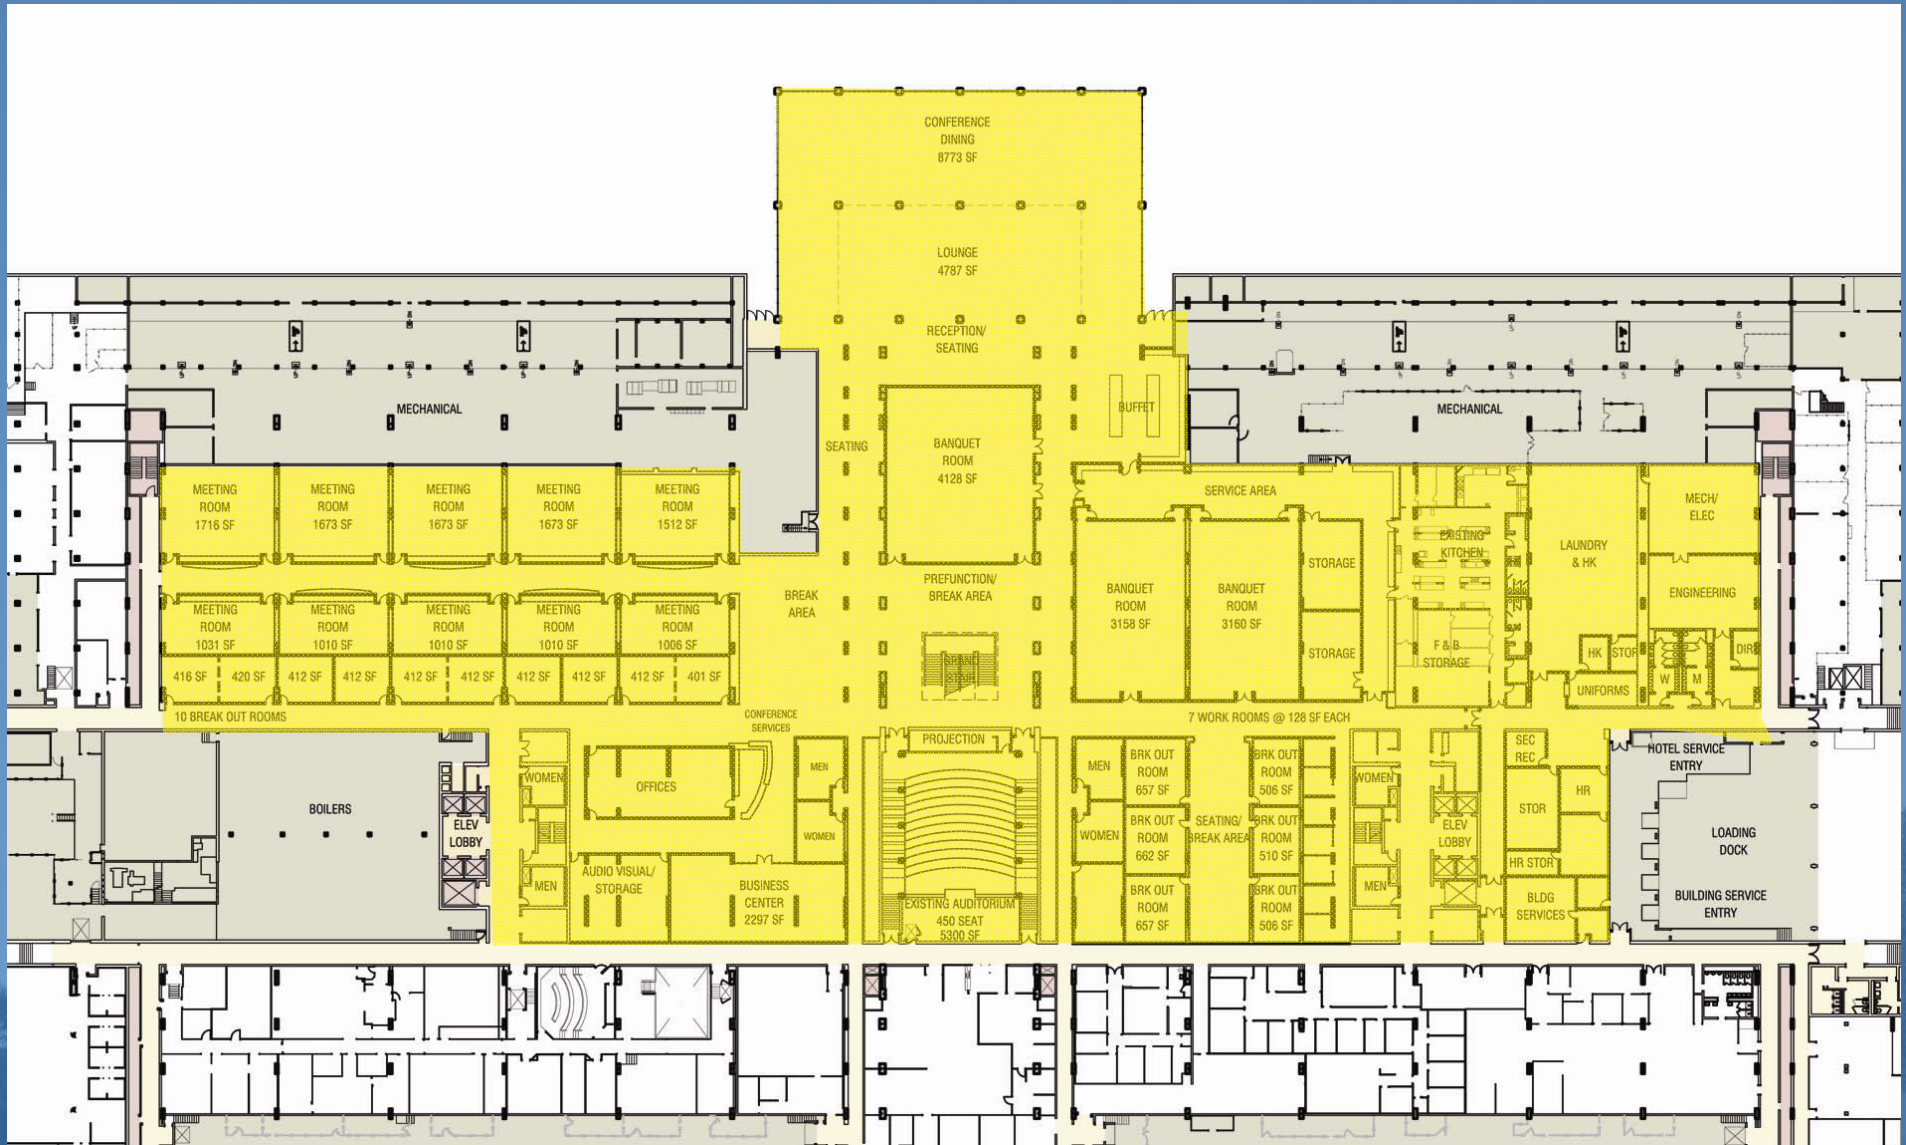 CONFERENCE
DINING
8773 SF
LOUNGE
4787 SF
RECEPTION/
SEATING
MECHANICAL
SEATING
BANQUET
ROOM
4128 SF
BUFFET
MECHANICAL
MEETING
ROOM
1716 SF
MEETING
ROOM
1673 SF
MEETING
ROOM
1673 SF
MEETING
ROOM
1673 SF
MEETING
ROOM
1512 SF
SERVICE AREA
EXISTING
KITCHEN
LAUNDRY
& HK
MECH/
ELEC
ENGINEERING
STORAGE
BREAK
AREA
PREFUNCTION/
BREAK AREA
BANQUET
ROOM
3158 SF
BANQUET
ROOM
3160 SF
MEETING
ROOM
1031 SF
MEETING
ROOM
1010 SF
MEETING
ROOM
1010 SF
MEETING
ROOM
1010 SF
MEETING
ROOM
1006 SF
STORAGE
F & B
STORAGE
HK
STOR
DIR
W
M
UNIFORMS
416 SF
420 SF
412 SF
412 SF
412 SF
412 SF
412 SF
412 SF
412 SF
401 SF
10 BREAK OUT ROOMS
CONFERENCE
SERVICES
7 WORK ROOMS @ 128 SF EACH
PROJECTION
BOILERS
ELEV
LOBBY
WOMEN
MEN
OFFICES
MEN
WOMEN
AUDIO VISUAL/
STORAGE
BUSINESS
CENTER
2297 SF
EXISTING AUDITORIUM
450 SEAT
5300 SF
MEN
WOMEN
BRK OUT
ROOM
657 SF
BRK OUT
ROOM
662 SF
BRK OUT
ROOM
657 SF
SEATING/
BREAK AREA
BRK OUT
ROOM
506 SF
BRK OUT
ROOM
510 SF
BRK OUT
ROOM
506 SF
WOMEN
MEN
ELEV
LOBBY
SEC
REC
STOR
HR
HR STOR
BLDG
SERVICES
HOTEL SERVICE
ENTRY
LOADING
DOCK
BUILDING SERVICE
ENTRY